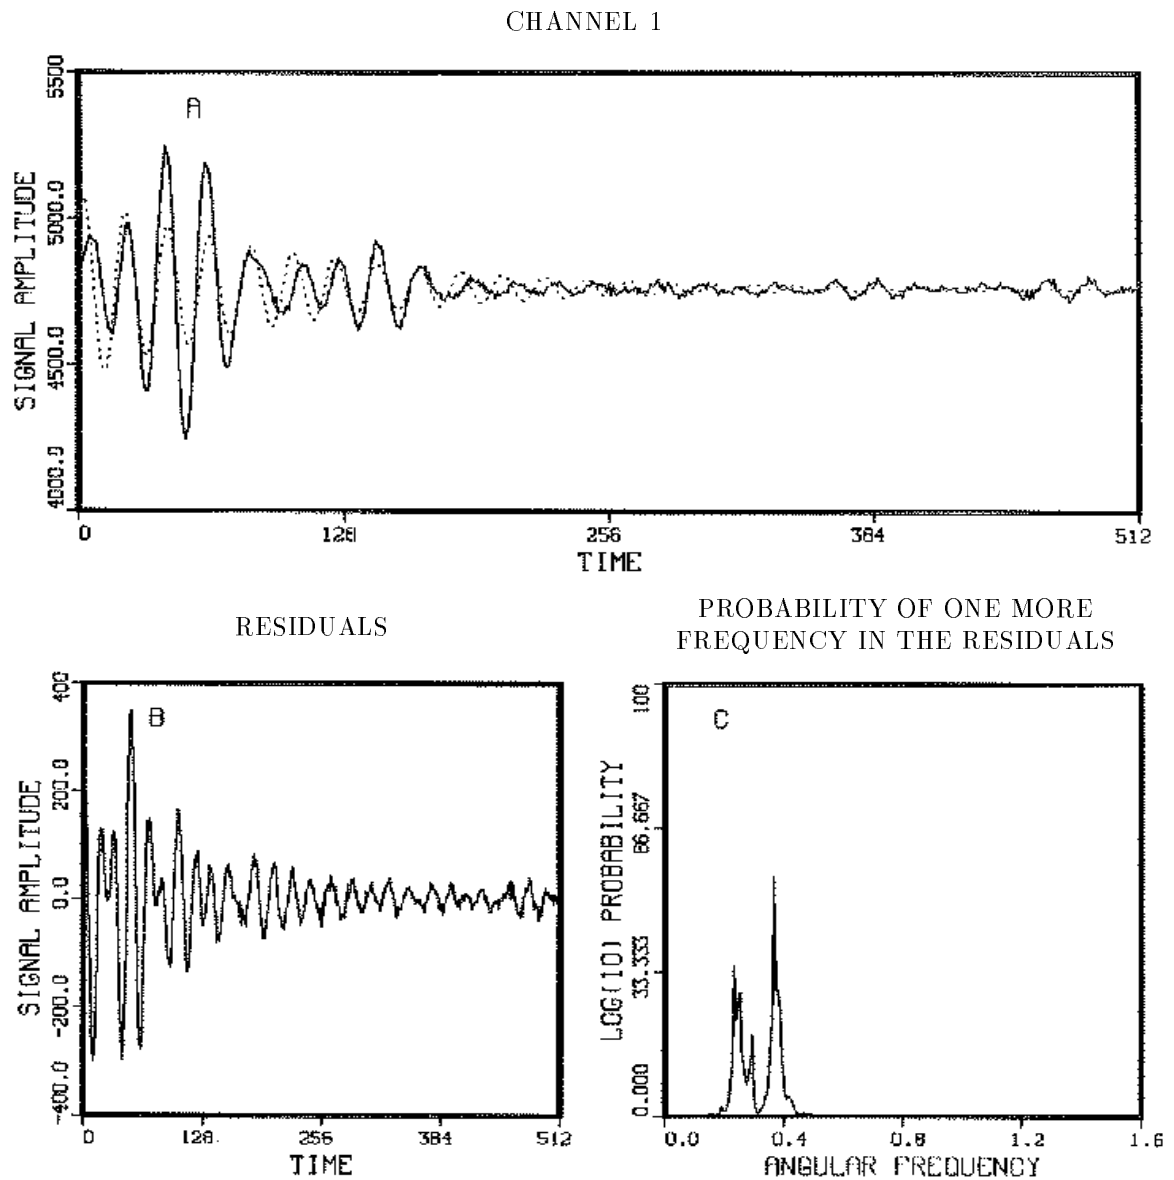 CHANNEL 1
A
SIGNAL AMPLITUDE
5500
5000.0
4500.0
4000.0
0 128 256 384 512
TIME
RESIDUALS
B
SIGNAL AMPLITUDE
400
200.0
0.0
-200.0
-400.0
0 128. 256 384 512
TIME
PROBABILITY OF ONE MORE
FREQUENCY IN THE RESIDUALS
C
LOG(10) PROBABILITY
100
66.667
33.333
0.000
0.0 0.4 0.8 1.2 1.6
ANGULAR FREQUENCY